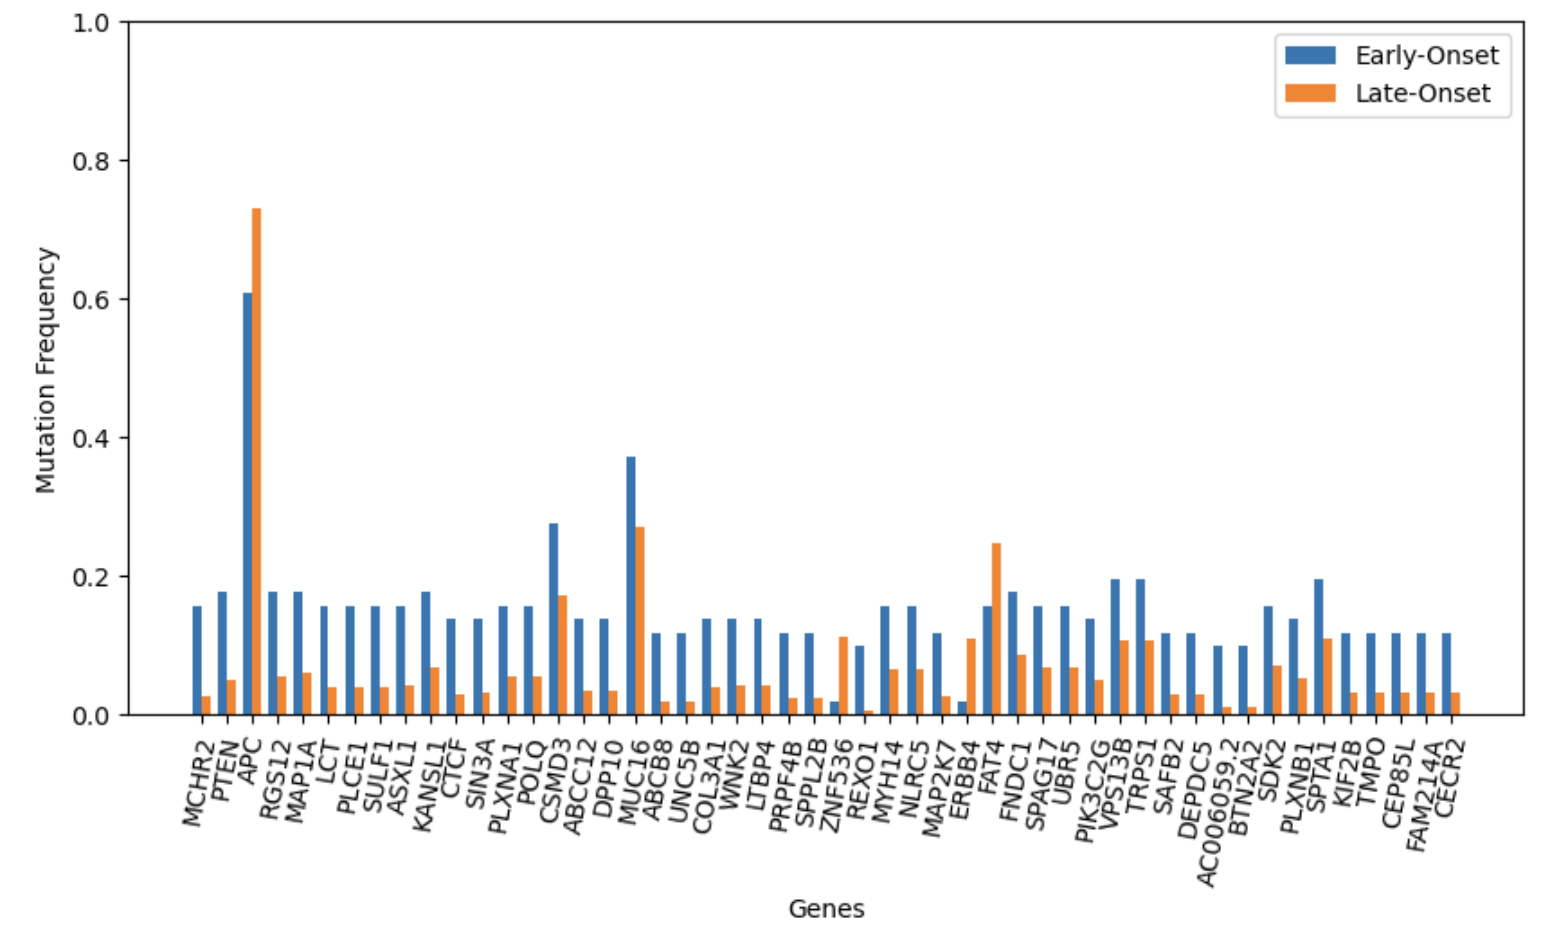 1.0
0.8
0.6
0.4
0.2
0.0
Mutation Frequency
Early-Onset
Late-Onset
MCHR2
PTEN
APC
RGS12
MAP1A
LCT
PLCE1
SULF1
ASXL1
KANSL1
CTCF
SIN3A
PLXNA1
POLQ
CSMD3
ABCC12
DPP10
MUC16
ABCB8
UNC5B
COL3A1
WNK2
LTBP4
PRPF4B
SPPL2B
ZNF536
REXO1
MYH14
NLRC5
MAP2K7
ERBB4
FAT4
FNDC1
SPAG17
UBR5
PIK3C2G
VPS13B
TRPS1
SAFB2
DEPDC5
AC006059.2
BTN2A2
SDK2
PLXNB1
SPTA1
KIF2B
TMPO
CEP85L
FAM214A
CECR2
Genes